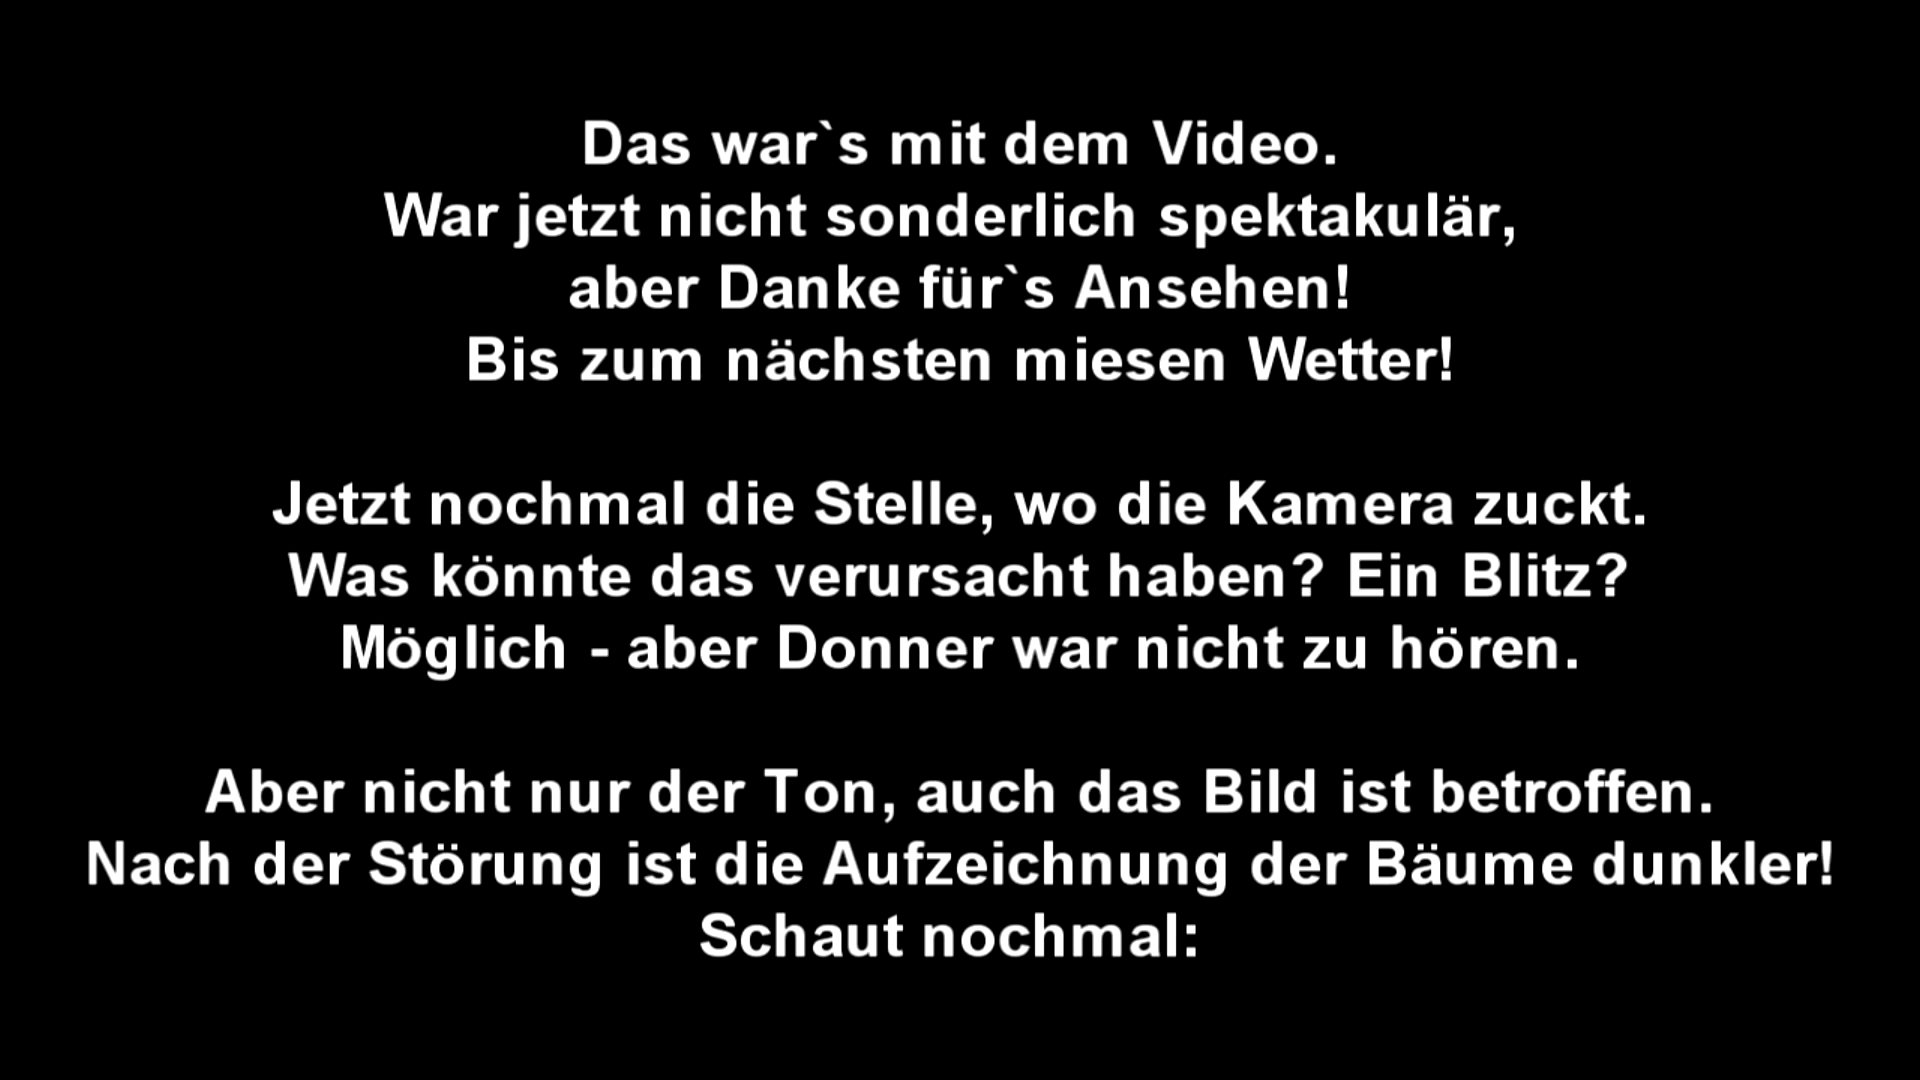 Das war`s mit dem Video.
War jetzt nicht sonderlich spektakulär,
aber Danke für`s Ansehen!
Bis zum nächsten miesen Wetter!
Jetzt nochmal die Stelle, wo die Kamera zuckt.
Was könnte das verursacht haben? Ein Blitz?
Möglich - aber Donner war nicht zu hören.
Aber nicht nur der Ton, auch das Bild ist betroffen.
Nach der Störung ist die Aufzeichnung der Bäume dunkler!
Schaut nochmal: